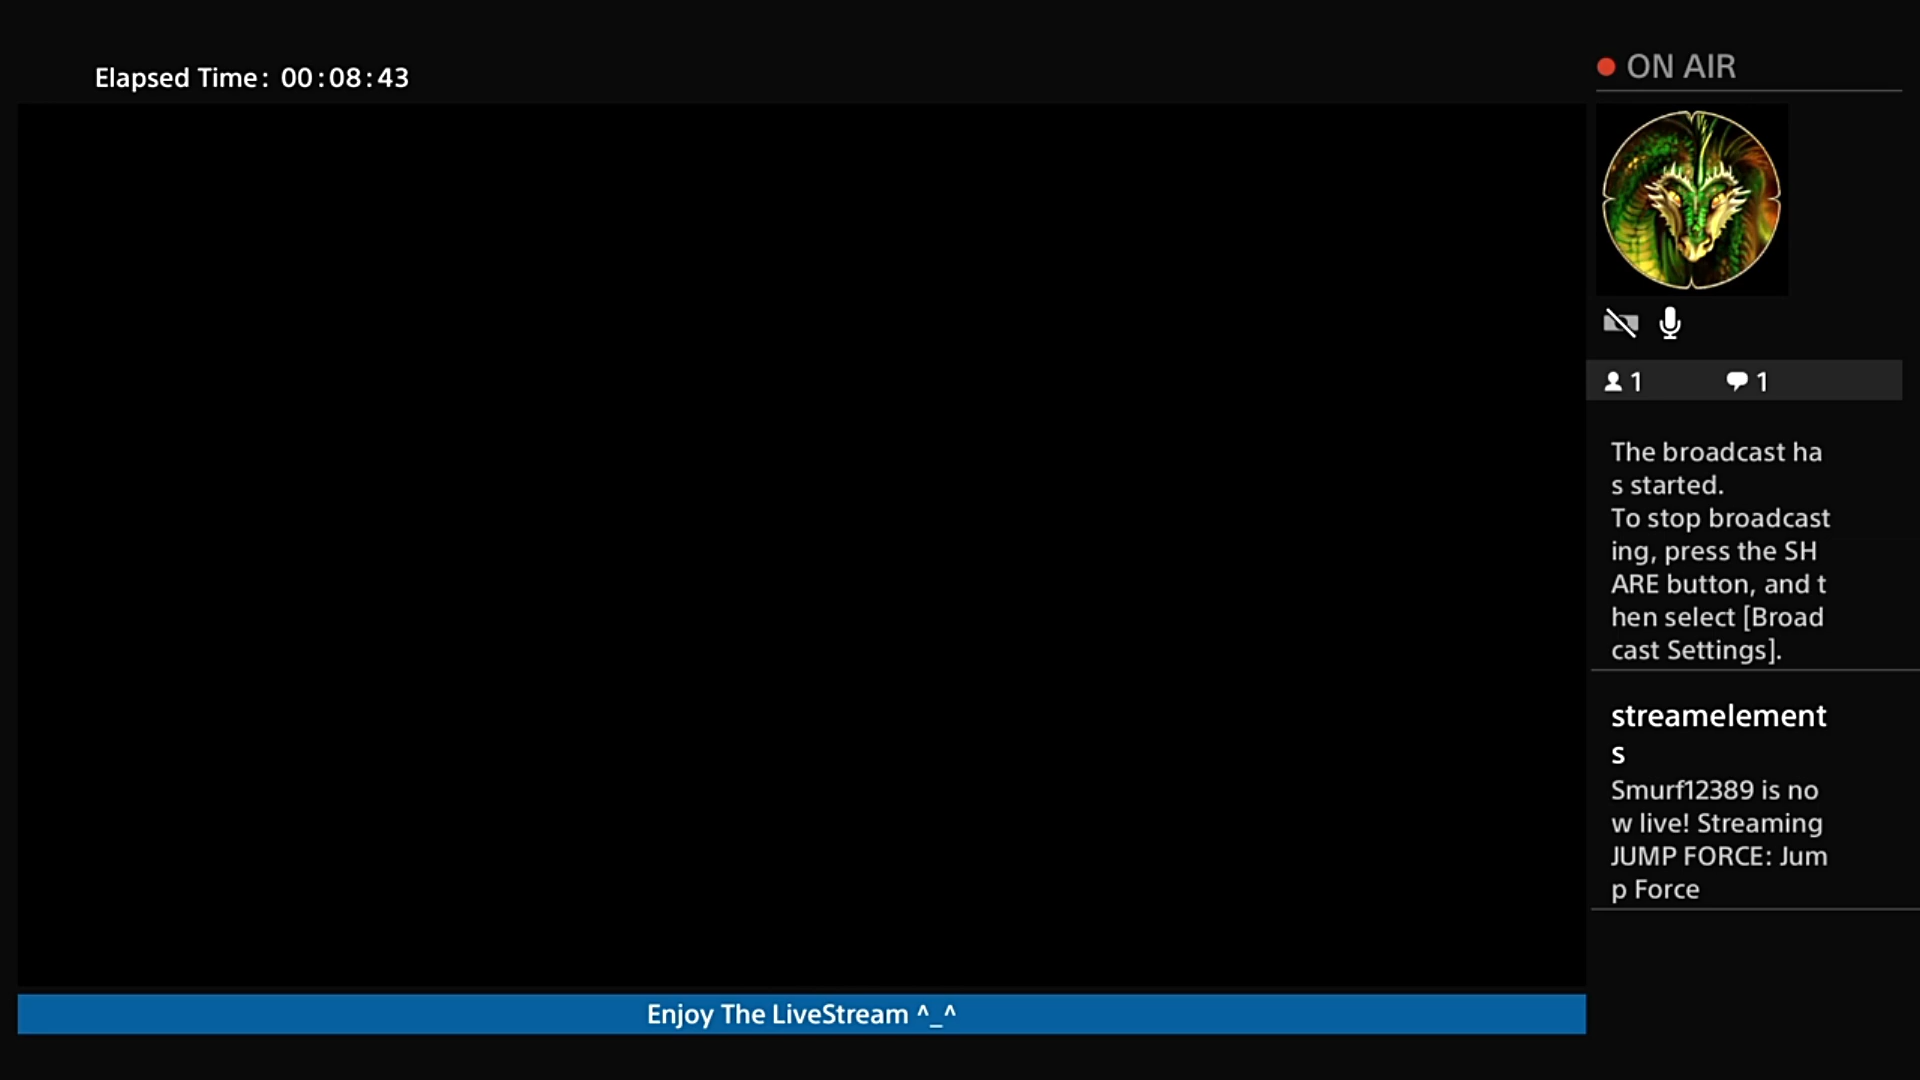 Elapsed Time: 00:08:43
ON AIR
1 1
The broadcast ha
s started.
To stop broadcast
ing, press the SH
ARE button, and t
hen select [Broad
cast Settings].
streamelement
s
Smurf12389 is no
w live! Streaming
JUMP FORCE: Jum
p Force
Enjoy The LiveStream ^_^